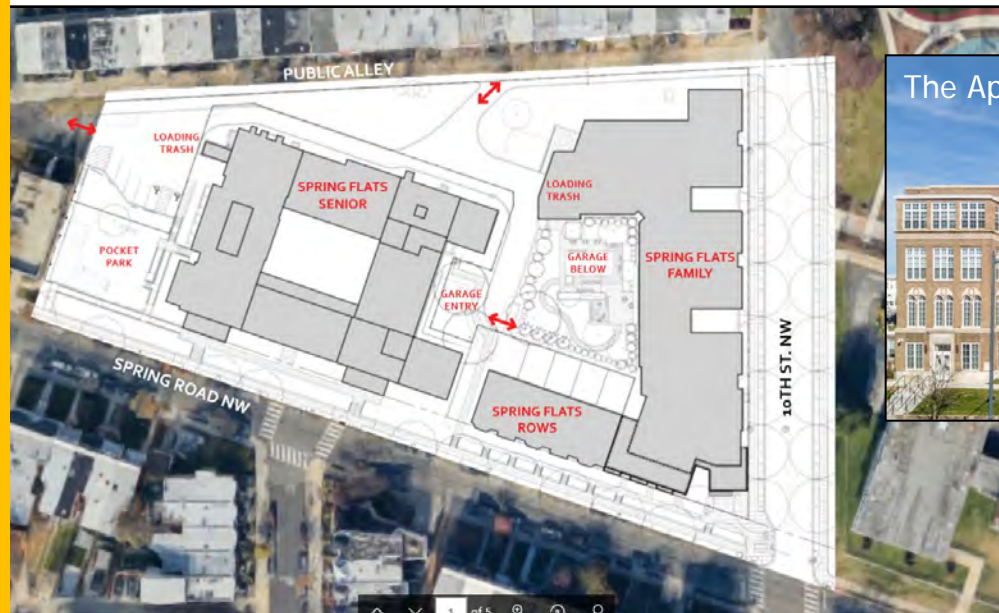 PUBLIC ALLEY
The Ap
LOADING
TRASH
SPRING FLATS
SENIOR
LOADING
TRASH
POCKET
PARK
GARAGE
BELOW
SPRING FLATS
FAMILY
GARAGE
ENTRY
10TH ST. NW
SPRING ROAD NW
SPRING FLATS
ROWS
1 of 5